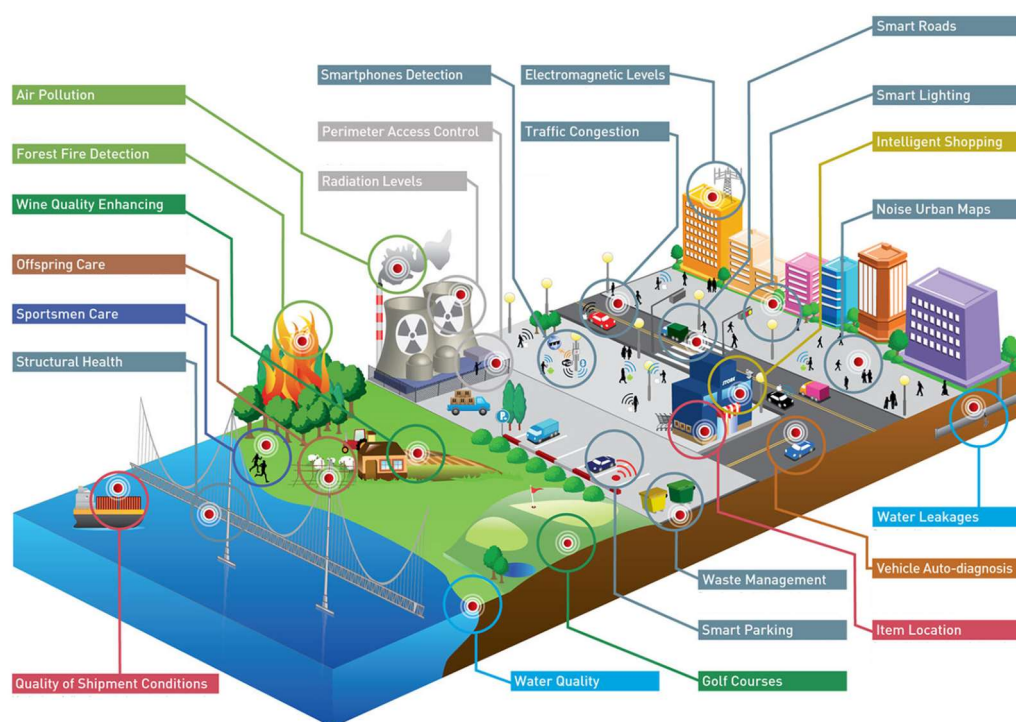 Smart Roads
Smartphones Detection
Electromagnetic Levels
Air Pollution
Smart Lighting
Perimeter Access Control
Traffic Congestion
Intelligent Shopping
Forest Fire Detection
Radiation Levels
Wine Quality Enhancing
Noise Urban Maps
Offspring Care
Sportsmen Care
Structural Health
STORE
P
Water Leakages
Vehicle Auto-diagnosis
Waste Management
Smart Parking
Item Location
Quality of Shipment Conditions
Water Quality
Golf Courses